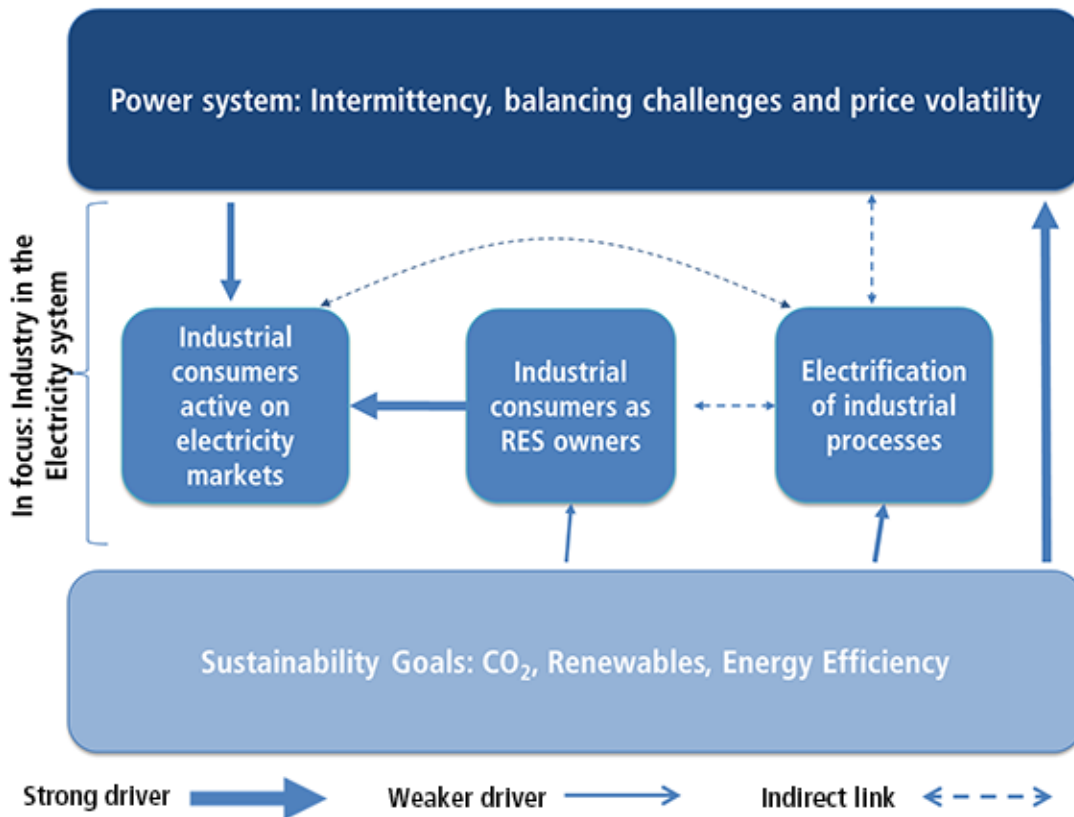 Power system: Intermittency, balancing challenges and price volatility
In focus: Industry in the
Electricity system
Industrial
consumers
active on
electricity
markets
Industrial
consumers as
RES owners
Electrification
of industrial
processes
Sustainability Goals: CO₂, Renewables, Energy Efficiency
Strong driver
Weaker driver
Indirect link